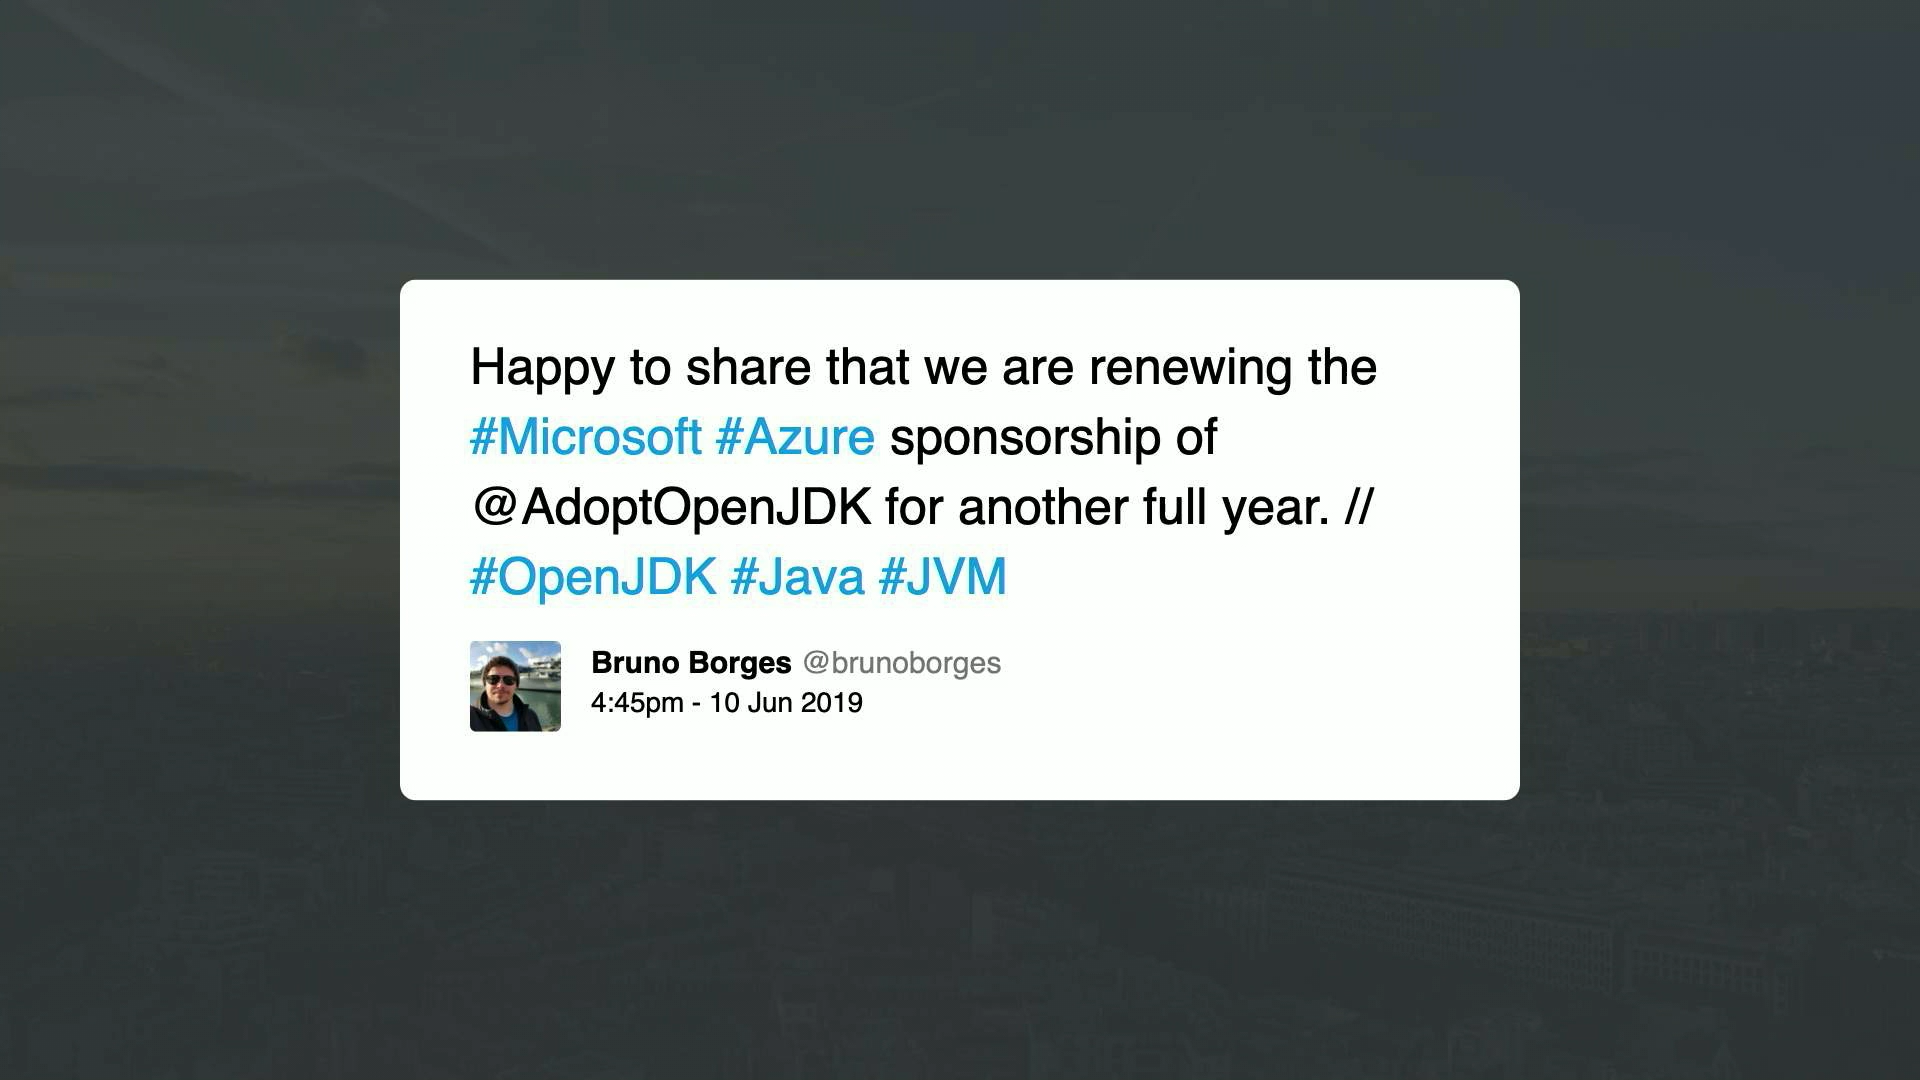 Happy to share that we are renewing the
#Microsoft #Azure sponsorship of
@AdoptOpenJDK for another full year. //
#OpenJDK #Java #JVM
Bruno Borges @brunoborges
4:45pm - 10 Jun 2019